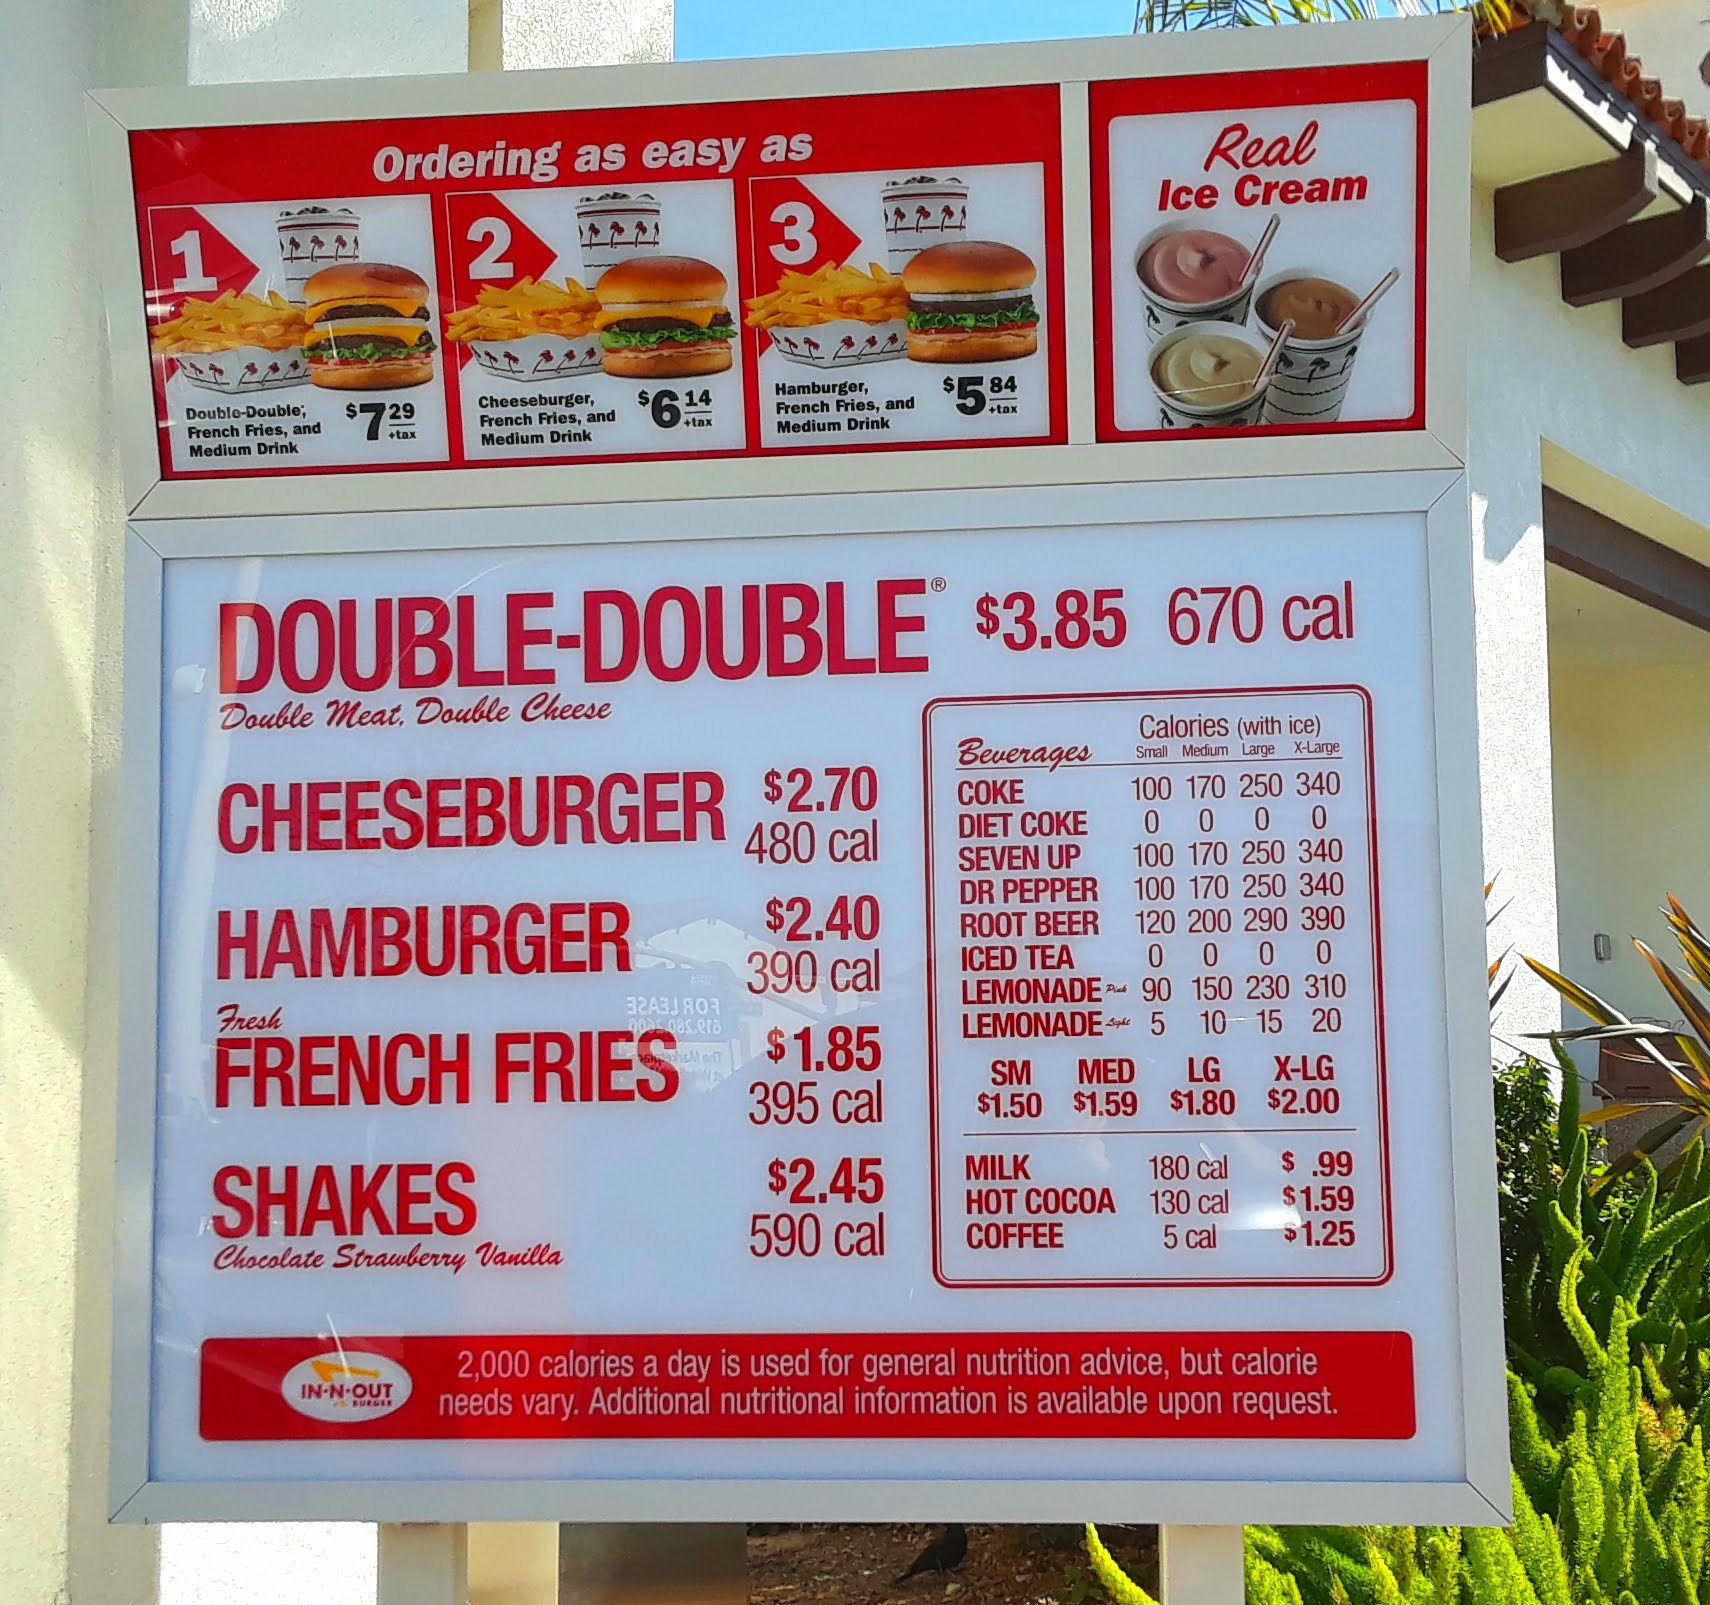 Ordering as easy as
1
Double-Double,
French Fries, and
Medium Drink
$7 29
+tax
2
Cheeseburger,
French Fries, and
Medium Drink
$6 14
+tax
3
Hamburger,
French Fries, and
Medium Drink
$5 84
+tax
Real
Ice Cream
DOUBLE-DOUBLE® $3.85 670 cal
Double Meat, Double Cheese
CHEESEBURGER $2.70
480 cal
HAMBURGER $2.40
390 cal
Fresh
FRENCH FRIES $1.85
395 cal
SHAKES $2.45
590 cal
Chocolate Strawberry Vanilla
Calories (with ice)
Beverages Small Medium Large X-Large
COKE 100 170 250 340
DIET COKE 0 0 0 0
SEVEN UP 100 170 250 340
DR PEPPER 100 170 250 340
ROOT BEER 120 200 290 390
ICED TEA 0 0 0 0
LEMONADE Pink 90 150 230 310
LEMONADE Light 5 10 15 20
SM MED LG X-LG
$1.50 $1.59 $1.80 $2.00
MILK 180 cal $ .99
HOT COCOA 130 cal $1.59
COFFEE 5 cal $1.25
IN-N-OUT
BURGER
2,000 calories a day is used for general nutrition advice, but calorie
needs vary. Additional nutritional information is available upon request.
FOR LEASE